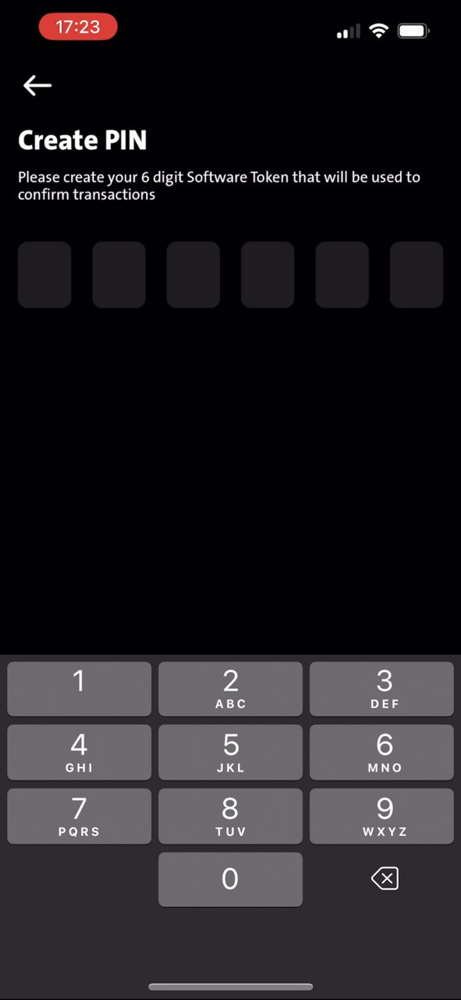 17:23
Create PIN
Please create your 6 digit Software Token that will be used to
confirm transactions
1
2
ABC
3
DEF
4
GHI
5
JKL
6
MNO
7
PQRS
8
TUV
9
WXYZ
0